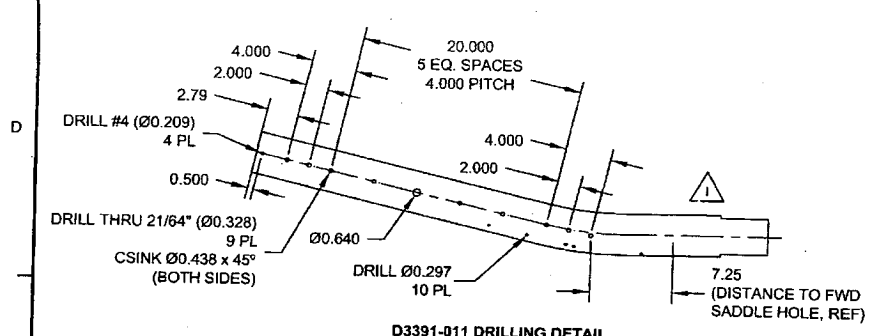 20.000
5 EQ. SPACES
4.000 PITCH
4.000
2.000
2.79
D
DRILL #4 (Ø0.209)
4 PL
4.000
2.000
0.500
1
DRILL THRU 21/64" (Ø0.328)
9 PL
CSINK Ø0.438 x 45°
(BOTH SIDES)
Ø0.640
DRILL Ø0.297
10 PL
7.25
(DISTANCE TO FWD
SADDLE HOLE, REF)
D3391-011 DRILLING DETAIL